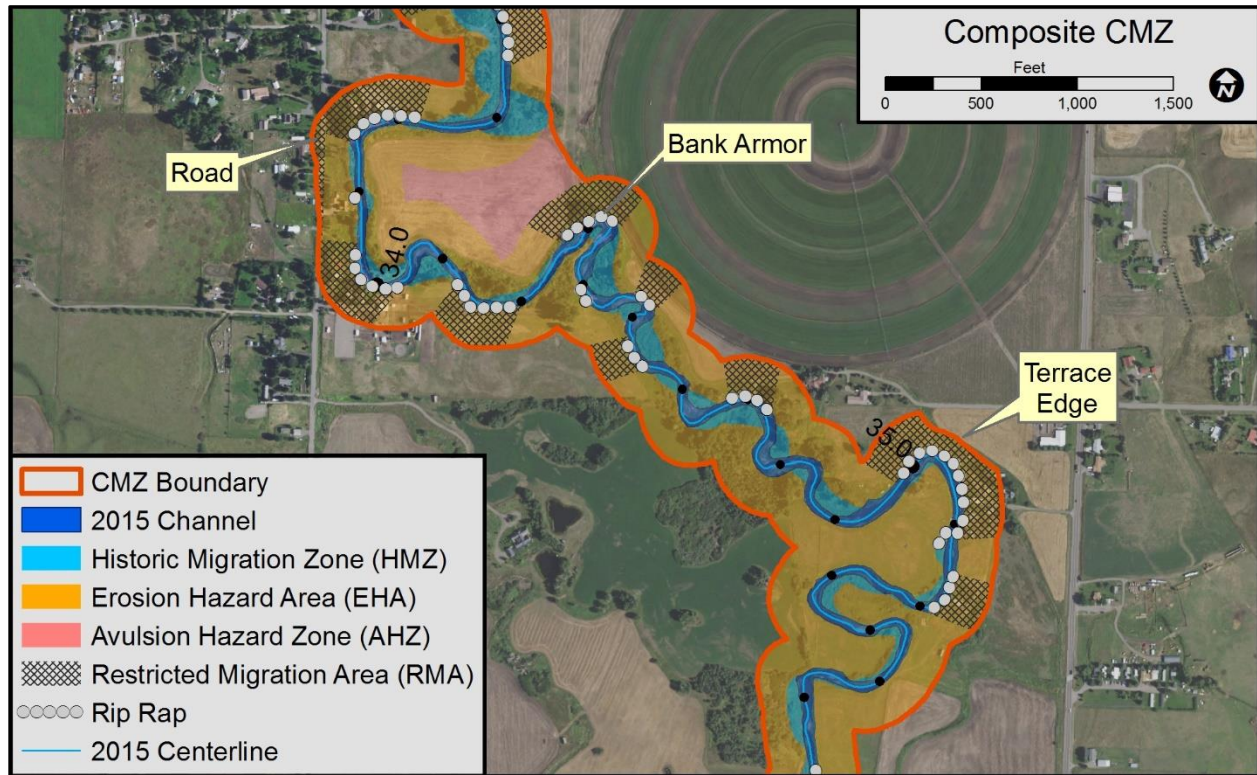 Composite CMZ
Feet
0 500 1,000 1,500
N
Bank Armor
Road
34.0
Terrace
Edge
35.0
CMZ Boundary
2015 Channel
Historic Migration Zone (HMZ)
Erosion Hazard Area (EHA)
Avulsion Hazard Zone (AHZ)
Restricted Migration Area (RMA)
Rip Rap
2015 Centerline